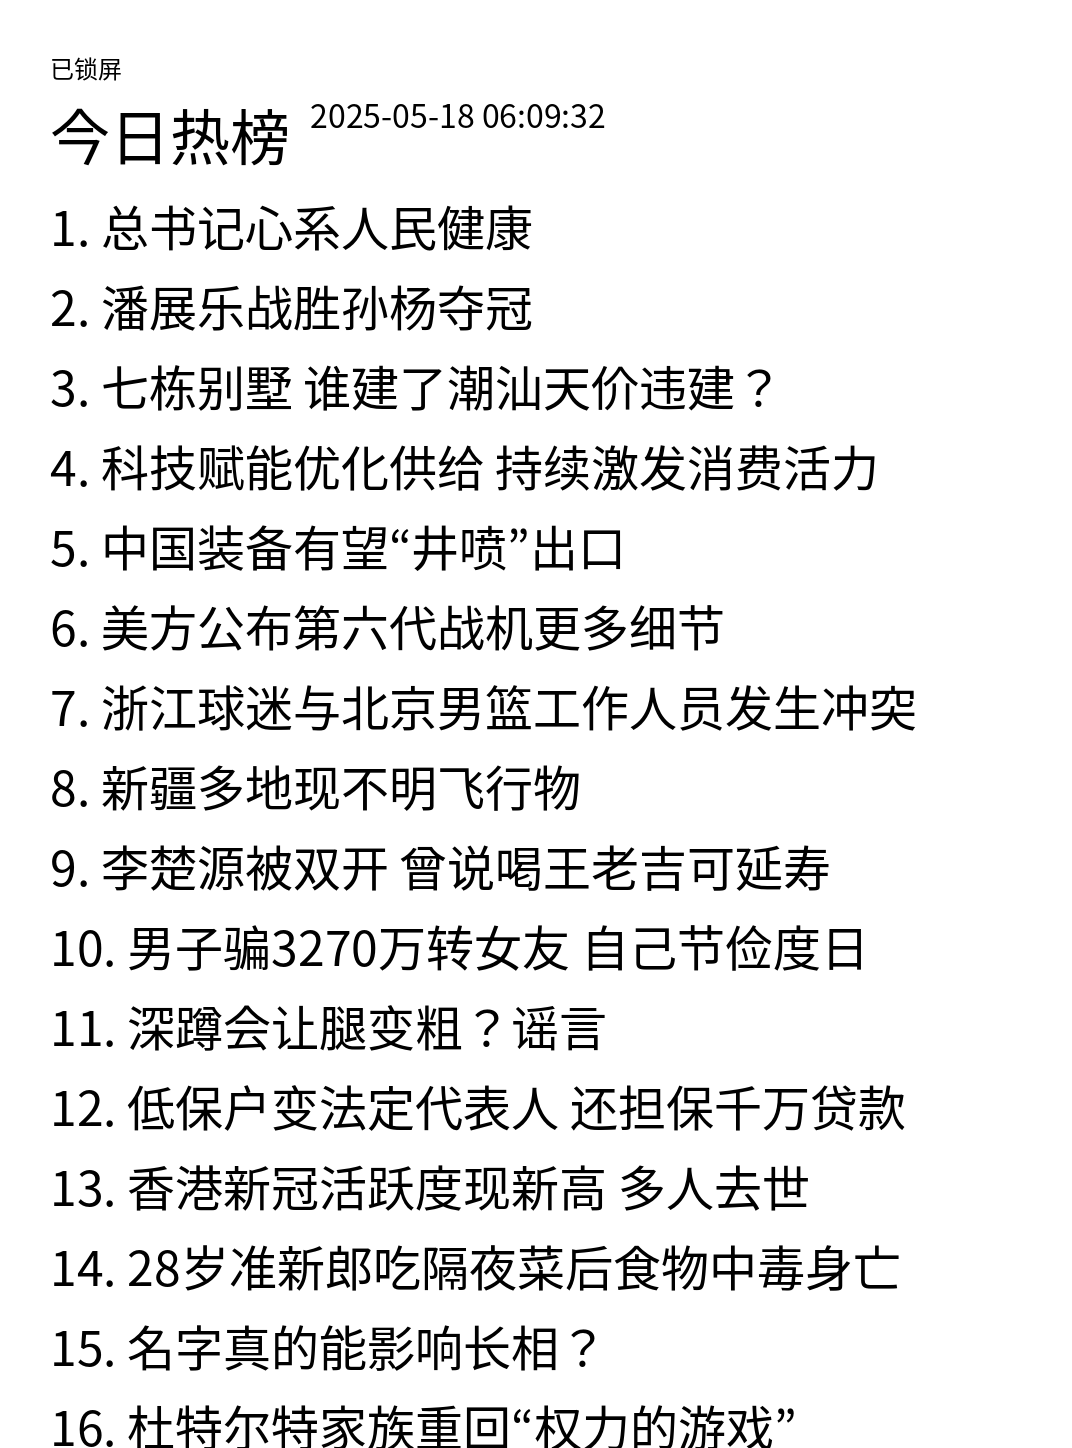 已锁屏
今日热榜 2025-05-18 06:09:32
1. 总书记心系人民健康
2. 潘展乐战胜孙杨夺冠
3. 七栋别墅 谁建了潮汕天价违建？
4. 科技赋能优化供给 持续激发消费活力
5. 中国装备有望“井喷”出口
6. 美方公布第六代战机更多细节
7. 浙江球迷与北京男篮工作人员发生冲突
8. 新疆多地现不明飞行物
9. 李楚源被双开 曾说喝王老吉可延寿
10. 男子骗3270万转女友 自己节俭度日
11. 深蹲会让腿变粗？谣言
12. 低保户变法定代表人 还担保千万贷款
13. 香港新冠活跃度现新高 多人去世
14. 28岁准新郎吃隔夜菜后食物中毒身亡
15. 名字真的能影响长相？
16. 杜特尔特家族重回“权力的游戏”